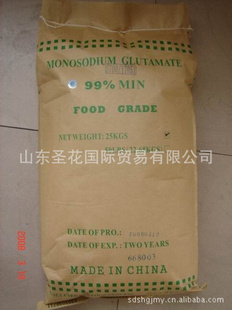 MONOSODIUM GLUTAMATE
99% MIN
FOOD GRADE
NET WEIGHT: 25KGS
山东圣花国际贸易有限公司
DATE OF PRO.:
DATE OF EXP.: TWO YEARS
668003
MADE IN CHINA
sdshgjmy.cn.alibaba.com